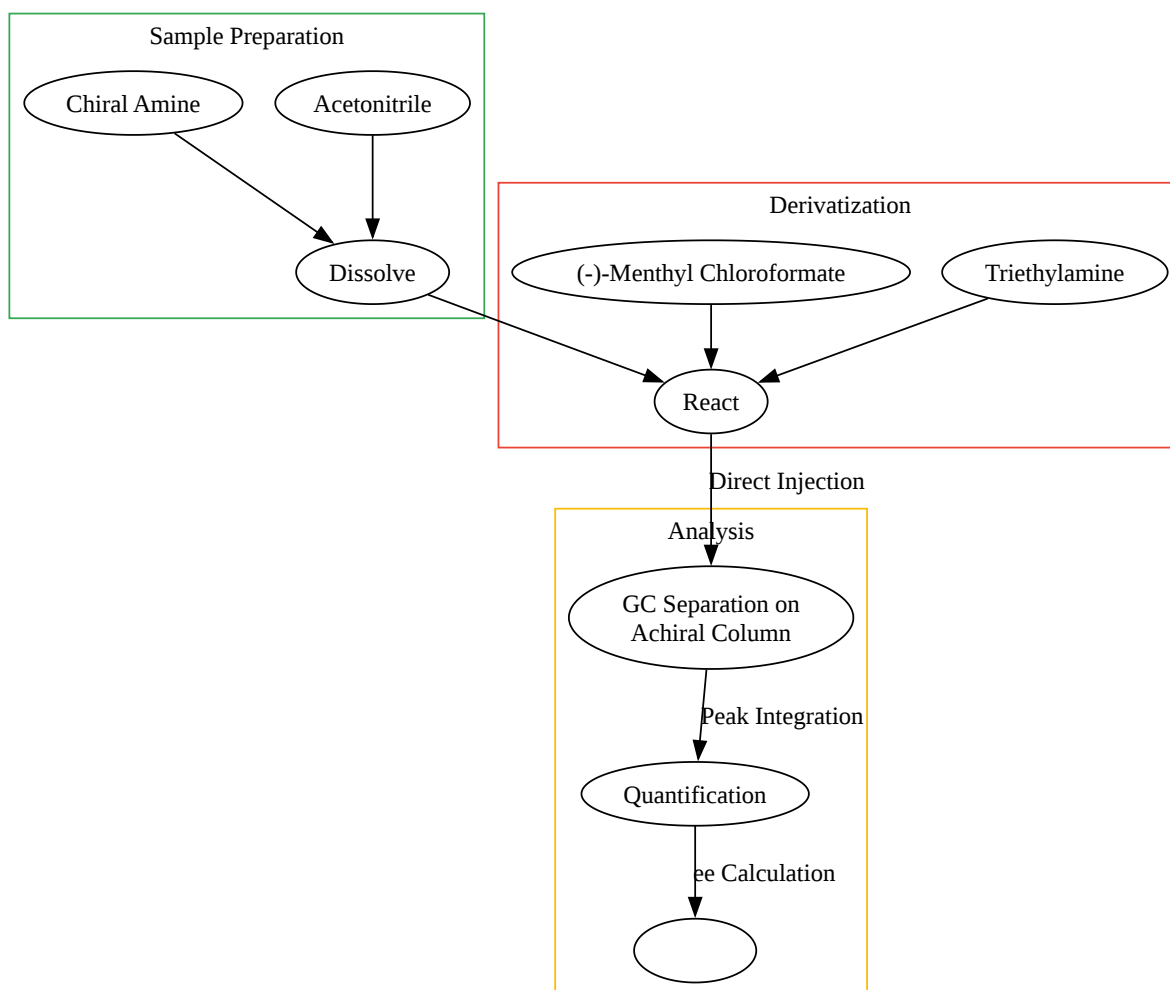 Sample Preparation
Chiral Amine
Acetonitrile
Dissolve
Derivatization
(-)-Menthyl Chloroformate
Triethylamine
React
Direct Injection
Analysis
GC Separation on
Achiral Column
Peak Integration
Quantification
ee Calculation